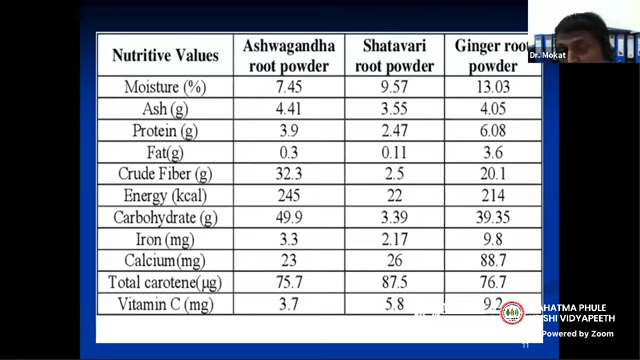 Nutritive Values Ashwagandha root powder Shatavari root powder Ginger root powder
Moisture (%) 7.45 9.57 13.03
Ash (g) 4.41 3.55 4.05
Protein (g) 3.9 2.47 6.08
Fat(g) 0.3 0.11 3.6
Crude Fiber (g) 32.3 2.5 20.1
Energy (kcal) 245 22 214
Carbohydrate (g) 49.9 3.39 39.35
Iron (mg) 3.3 2.17 9.8
Calcium(mg) 23 26 88.7
Total carotene(µg) 75.7 87.5 76.7
Vitamin C (mg) 3.7 5.8 9.2
Dr. Mokat
AHATMA PHULE
SHI VIDYAPEETH
Powered by Zoom
11